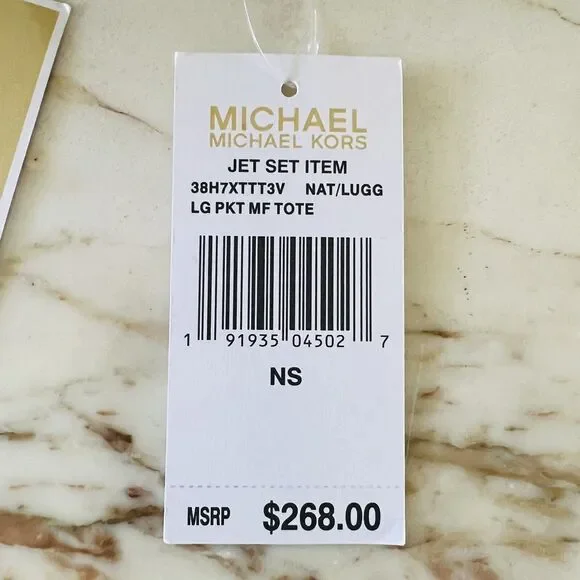 MICHAEL
MICHAEL KORS
JET SET ITEM
38H7XTTT3V NAT/LUGG
LG PKT MF TOTE
1 91935 04502 7
NS
MSRP $268.00